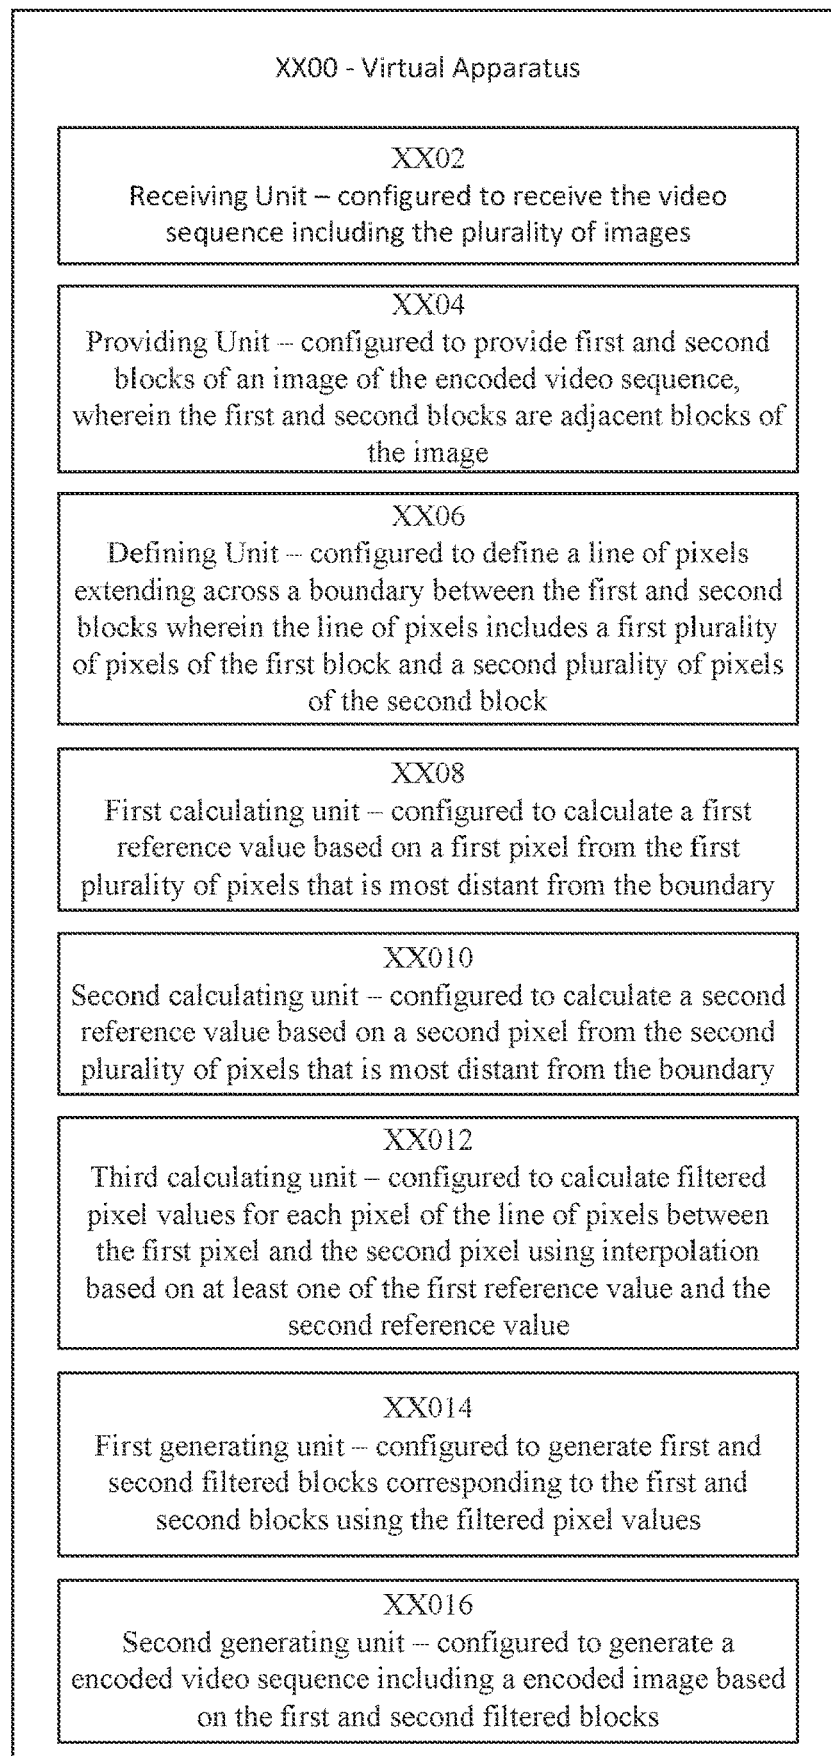 XX00 - Virtual Apparatus
XX02
Receiving Unit – configured to receive the video
sequence including the plurality of images
XX04
Providing Unit – configured to provide first and second
blocks of an image of the encoded video sequence,
wherein the first and second blocks are adjacent blocks of
the image
XX06
Defining Unit – configured to define a line of pixels
extending across a boundary between the first and second
blocks wherein the line of pixels includes a first plurality
of pixels of the first block and a second plurality of pixels
of the second block
XX08
First calculating unit – configured to calculate a first
reference value based on a first pixel from the first
plurality of pixels that is most distant from the boundary
XX010
Second calculating unit – configured to calculate a second
reference value based on a second pixel from the second
plurality of pixels that is most distant from the boundary
XX012
Third calculating unit – configured to calculate filtered
pixel values for each pixel of the line of pixels between
the first pixel and the second pixel using interpolation
based on at least one of the first reference value and the
second reference value
XX014
First generating unit – configured to generate first and
second filtered blocks corresponding to the first and
second blocks using the filtered pixel values
XX016
Second generating unit – configured to generate a
encoded video sequence including a encoded image based
on the first and second filtered blocks